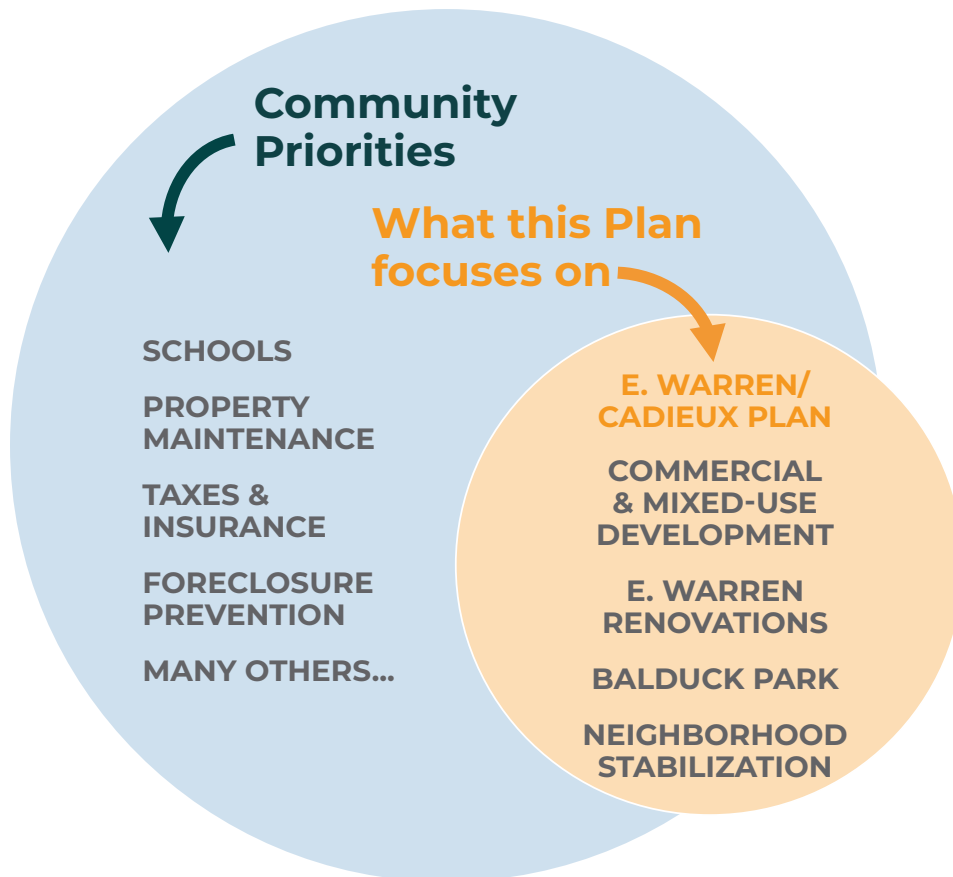 Community
Priorities
What this Plan
focuses on
SCHOOLS
PROPERTY
MAINTENANCE
TAXES &
INSURANCE
FORECLOSURE
PREVENTION
MANY OTHERS...
E. WARREN/
CADIEUX PLAN
COMMERCIAL
& MIXED-USE
DEVELOPMENT
E. WARREN
RENOVATIONS
BALDUCK PARK
NEIGHBORHOOD
STABILIZATION